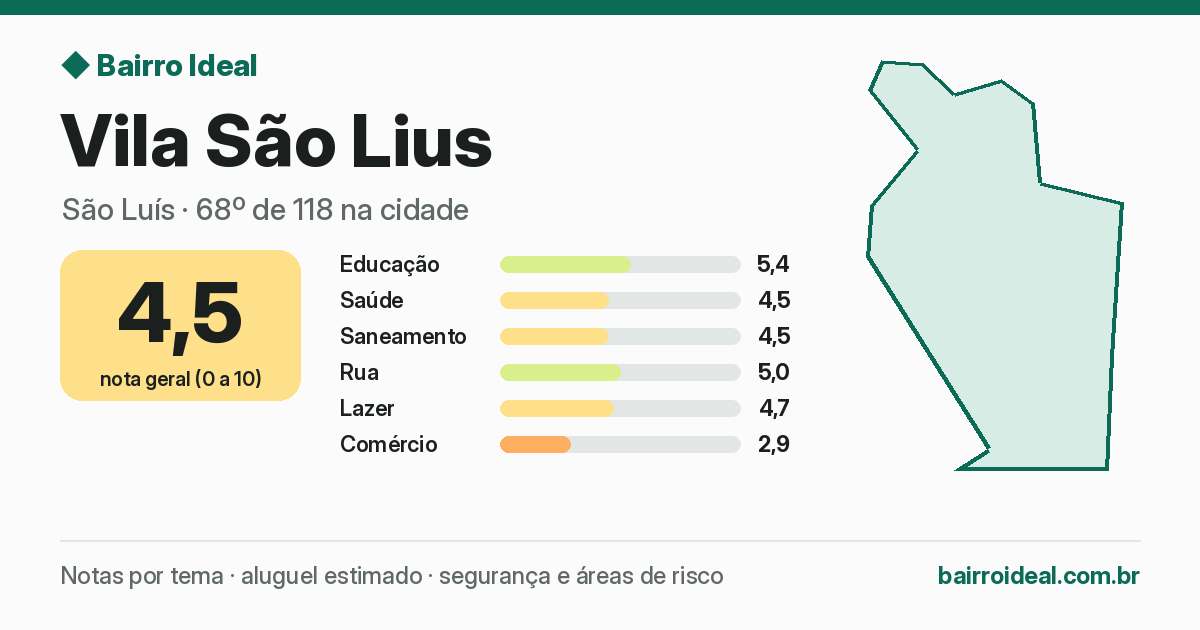 Bairro Ideal
Vila São Lius
São Luís · 68º de 118 na cidade
4,5
nota geral (0 a 10)
Educação 5,4
Saúde 4,5
Saneamento 4,5
Rua 5,0
Lazer 4,7
Comércio 2,9
Notas por tema · aluguel estimado · segurança e áreas de risco
bairroideal.com.br